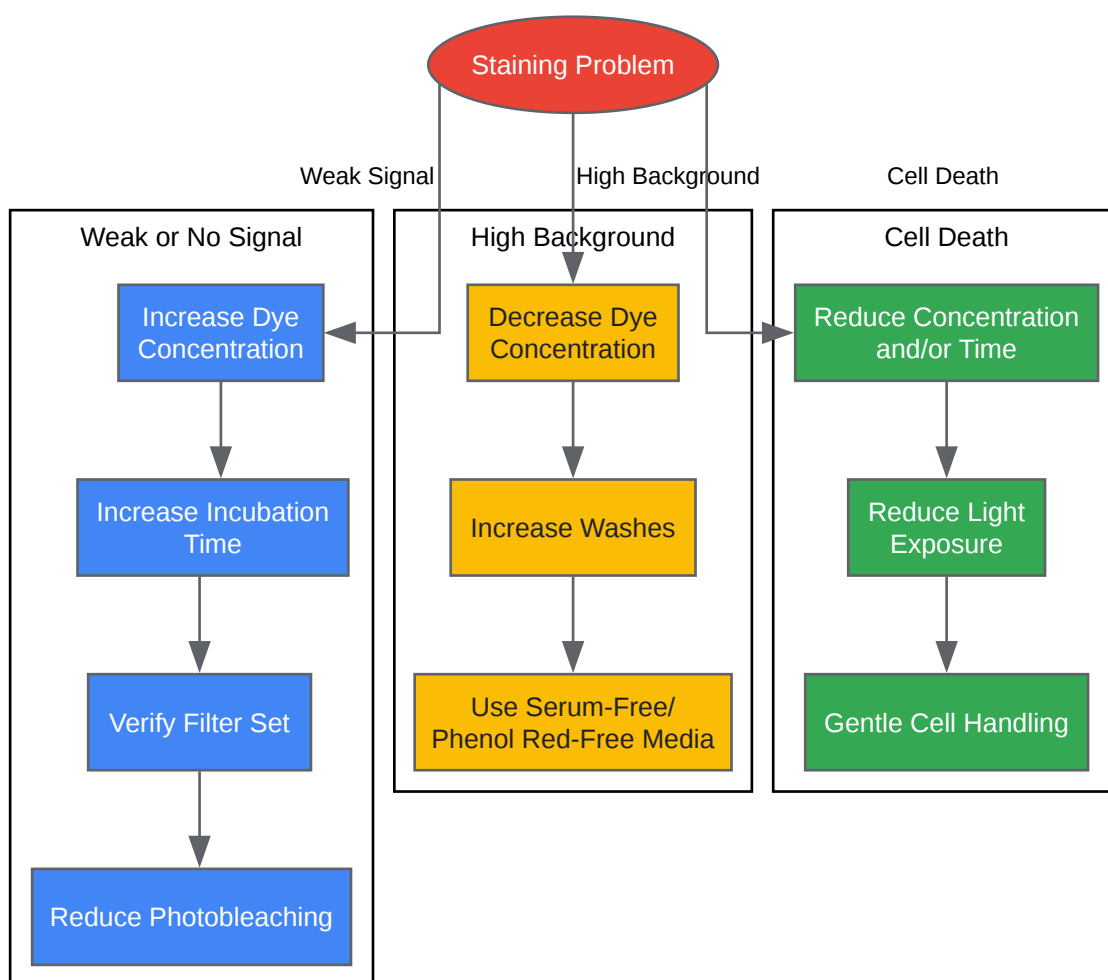 Staining Problem
Weak Signal
High Background
Cell Death
Weak or No Signal
Increase Dye
Concentration
Increase Incubation
Time
Verify Filter Set
Reduce Photobleaching
High Background
Decrease Dye
Concentration
Increase Washes
Use Serum-Free/
Phenol Red-Free Media
Cell Death
Reduce Concentration
and/or Time
Reduce Light
Exposure
Gentle Cell Handling